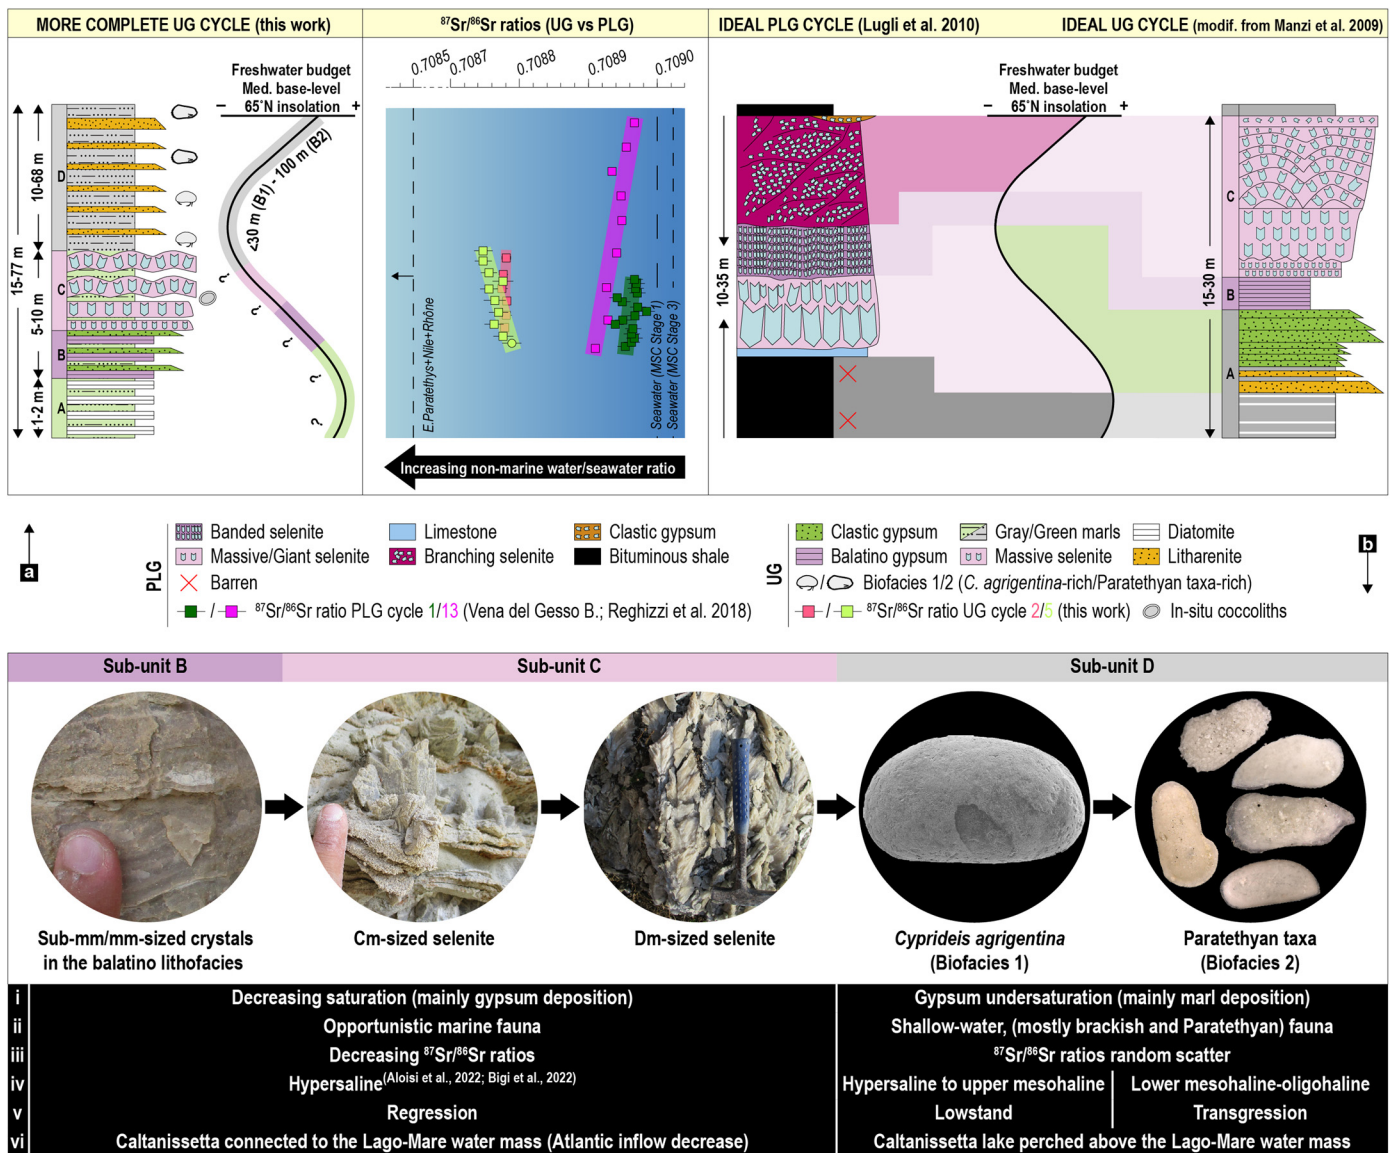 MORE COMPLETE UG CYCLE (this work)
⁸⁷Sr/⁸⁶Sr ratios (UG vs PLG)
IDEAL PLG CYCLE (Lugli et al. 2010)
IDEAL UG CYCLE (modif. from Manzi et al. 2009)
Freshwater budget
Med. base-level
65°N insolation
− +
15-77 m
10-68 m
5-10 m
1-2 m
D
C
B
A
<30 m (B1) - 100 m (B2)
?
?
?
?
?
0.7085
0.7087
0.7088
0.7089
0.7090
E.Paratethys+Nile+Rhône
Seawater (MSC Stage 1)
Seawater (MSC Stage 3)
Increasing non-marine water/seawater ratio
10-35 m
Freshwater budget
Med. base-level
65°N insolation
− +
15-30 m
C
B
A
a
PLG
Banded selenite
Limestone
Clastic gypsum
Massive/Giant selenite
Branching selenite
Bituminous shale
Barren
/ ⁸⁷Sr/⁸⁶Sr ratio PLG cycle 1/13 (Vena del Gesso B.; Reghizzi et al. 2018)
UG
Clastic gypsum
Gray/Green marls
Diatomite
Balatino gypsum
Massive selenite
Litharenite
/ Biofacies 1/2 (C. agrigentina-rich/Paratethyan taxa-rich)
/ ⁸⁷Sr/⁸⁶Sr ratio UG cycle 2/5 (this work)
In-situ coccoliths
b
Sub-unit B
Sub-unit C
Sub-unit D
Sub-mm/mm-sized crystals
in the balatino lithofacies
Cm-sized selenite
Dm-sized selenite
Cyprideis agrigentina
(Biofacies 1)
Paratethyan taxa
(Biofacies 2)
i Decreasing saturation (mainly gypsum deposition) Gypsum undersaturation (mainly marl deposition)
ii Opportunistic marine fauna Shallow-water, (mostly brackish and Paratethyan) fauna
iii Decreasing ⁸⁷Sr/⁸⁶Sr ratios ⁸⁷Sr/⁸⁶Sr ratios random scatter
iv Hypersaline(Aloisi et al., 2022; Bigi et al., 2022) Hypersaline to upper mesohaline Lower mesohaline-oligohaline
v Regression Lowstand Transgression
vi Caltanissetta connected to the Lago-Mare water mass (Atlantic inflow decrease) Caltanissetta lake perched above the Lago-Mare water mass